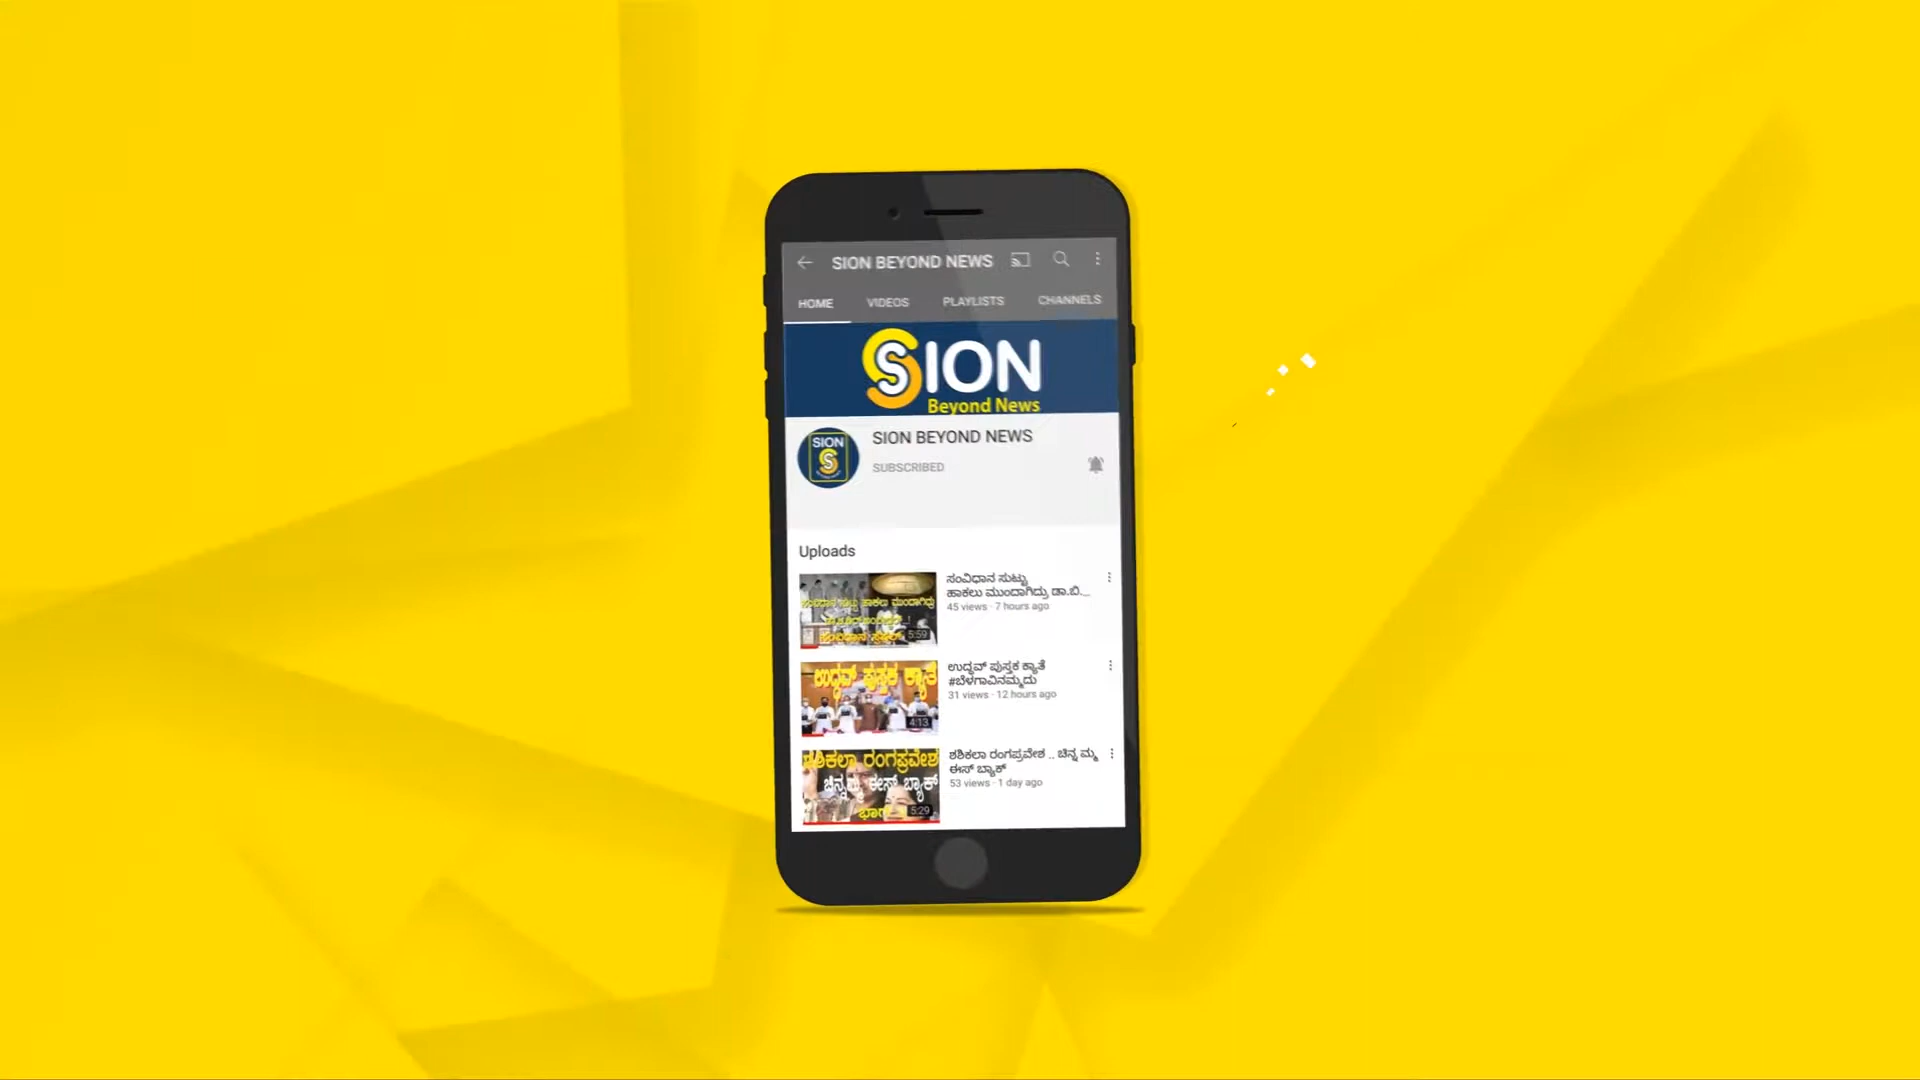 SION BEYOND NEWS
HOME VIDEOS PLAYLISTS CHANNELS
SION
Beyond News
SION
SION BEYOND NEWS
SUBSCRIBED
Uploads
ಸಂವಿಧಾನ ಸುಟ್ಟು ಹಾಕಲು ಮುಂದಾಗಿದ್ರು
5:59
ಸಂವಿಧಾನ ಸುಟ್ಟು
ಹಾಕಲು ಮುಂದಾಗಿದ್ರು ಡಾ.ಬಿ....
45 views · 7 hours ago
ಉದ್ಧವ್ ಪುಸ್ತಕ ಕ್ಯಾತೆ
4:13
ಉದ್ಧವ್ ಪುಸ್ತಕ ಕ್ಯಾತೆ
#ಬೆಳಗಾವಿನಮ್ಮದು
31 views · 12 hours ago
ಶಶಿಕಲಾ ರಂಗಪ್ರವೇಶ
ಚಿನ್ನಮ್ಮ ಈಸ್ ಬ್ಯಾಕ್
5:29
ಶಶಿಕಲಾ ರಂಗಪ್ರವೇಶ .. ಚಿನ್ನಮ್ಮ
ಈಸ್ ಬ್ಯಾಕ್
53 views · 1 day ago